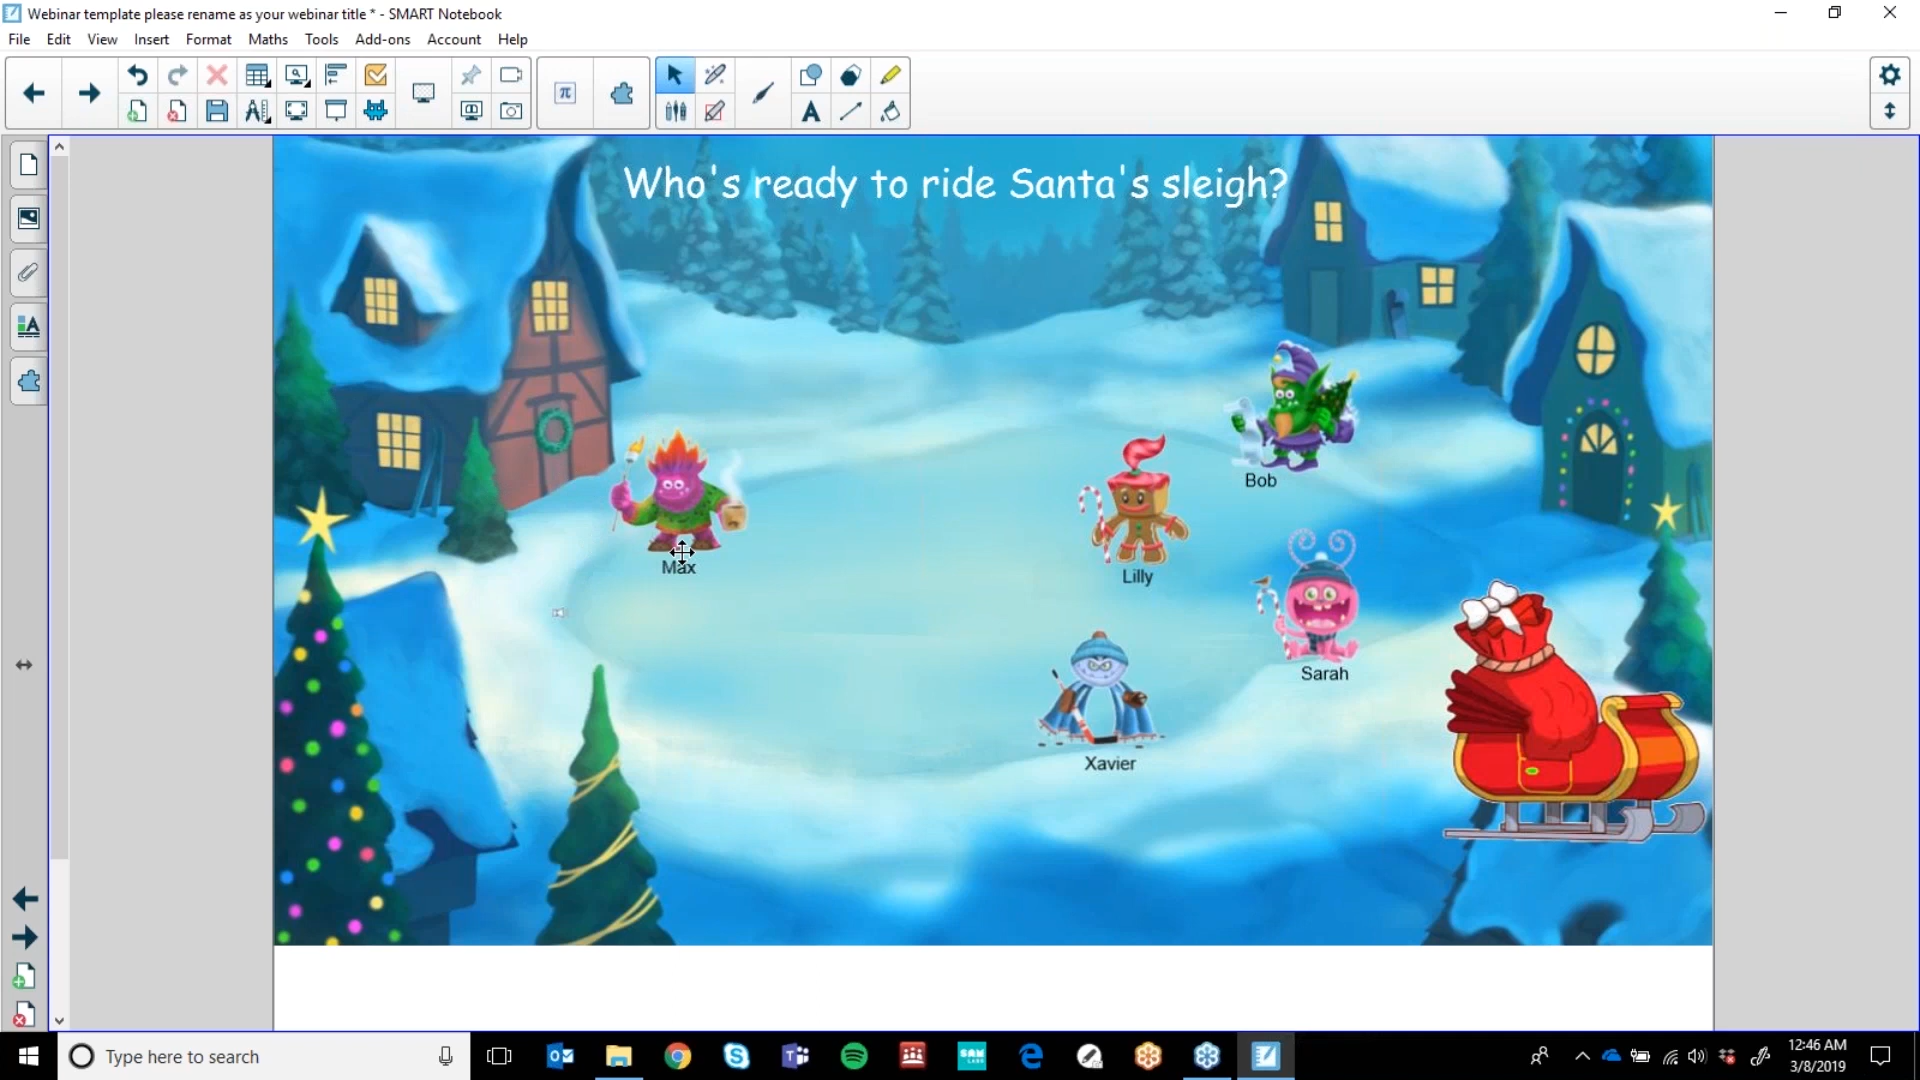 Webinar template please rename as your webinar title * - SMART Notebook
File Edit View Insert Format Maths Tools Add-ons Account Help
Who's ready to ride Santa's sleigh?
Bob
Max
Lilly
Sarah
Xavier
Type here to search
12:46 AM
3/8/2019